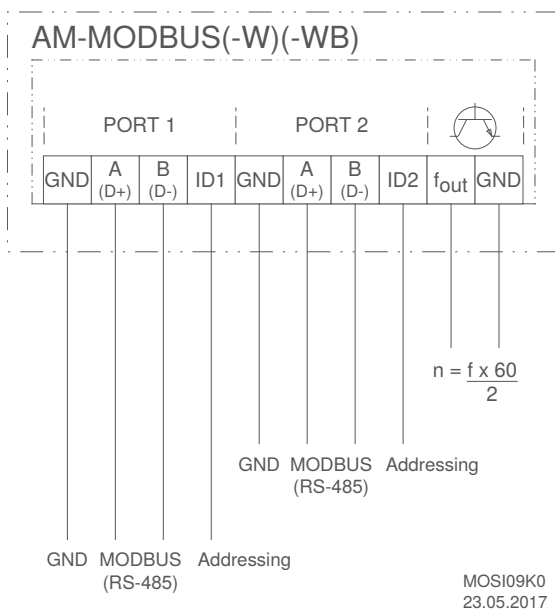 AM-MODBUS(-W)(-WB)
PORT 1 PORT 2
GND A (D+) B (D-) ID1 GND A (D+) B (D-) ID2 fout GND
n = f x 60
2
GND MODBUS Addressing
(RS-485)
GND MODBUS Addressing
(RS-485)
MOSI09K0
23.05.2017